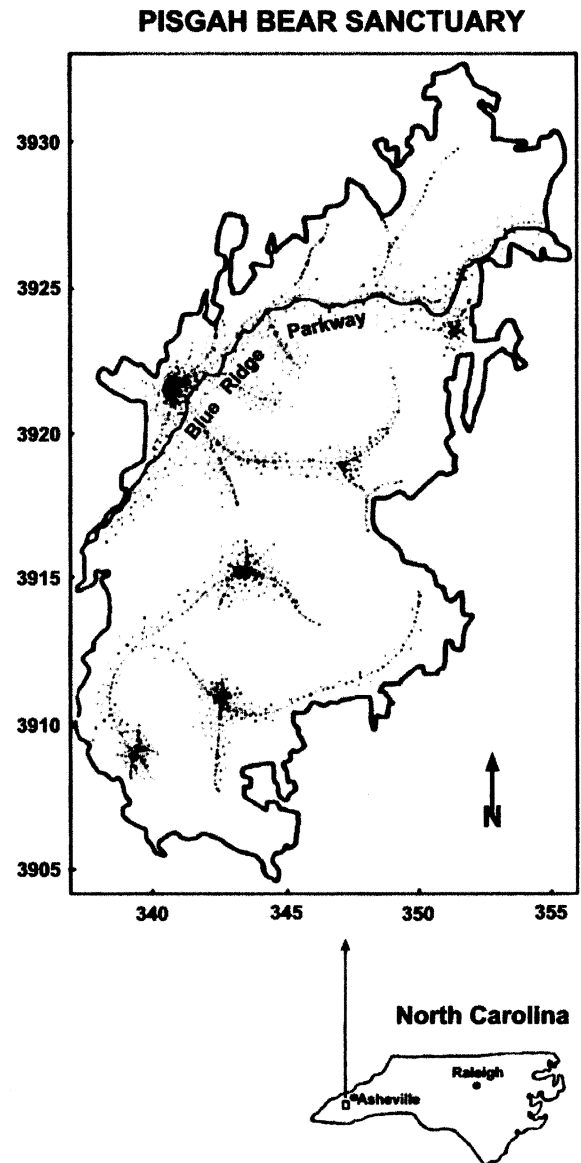 PISGAH BEAR SANCTUARY
3930
3925
Blue Ridge Parkway
3920
3915
3910
N
3905
340 345 350 355
North Carolina
Raleigh
Asheville